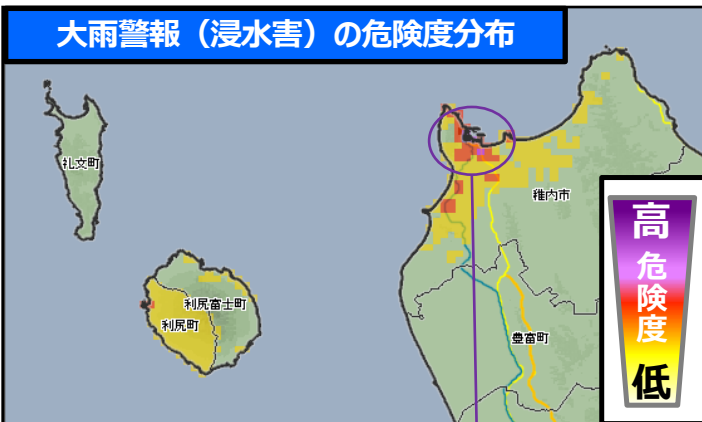 大雨警報（浸水害）の危険度分布
礼文町
稚内市
利尻富士町
利尻町
豊富町
高
危
険
度
低